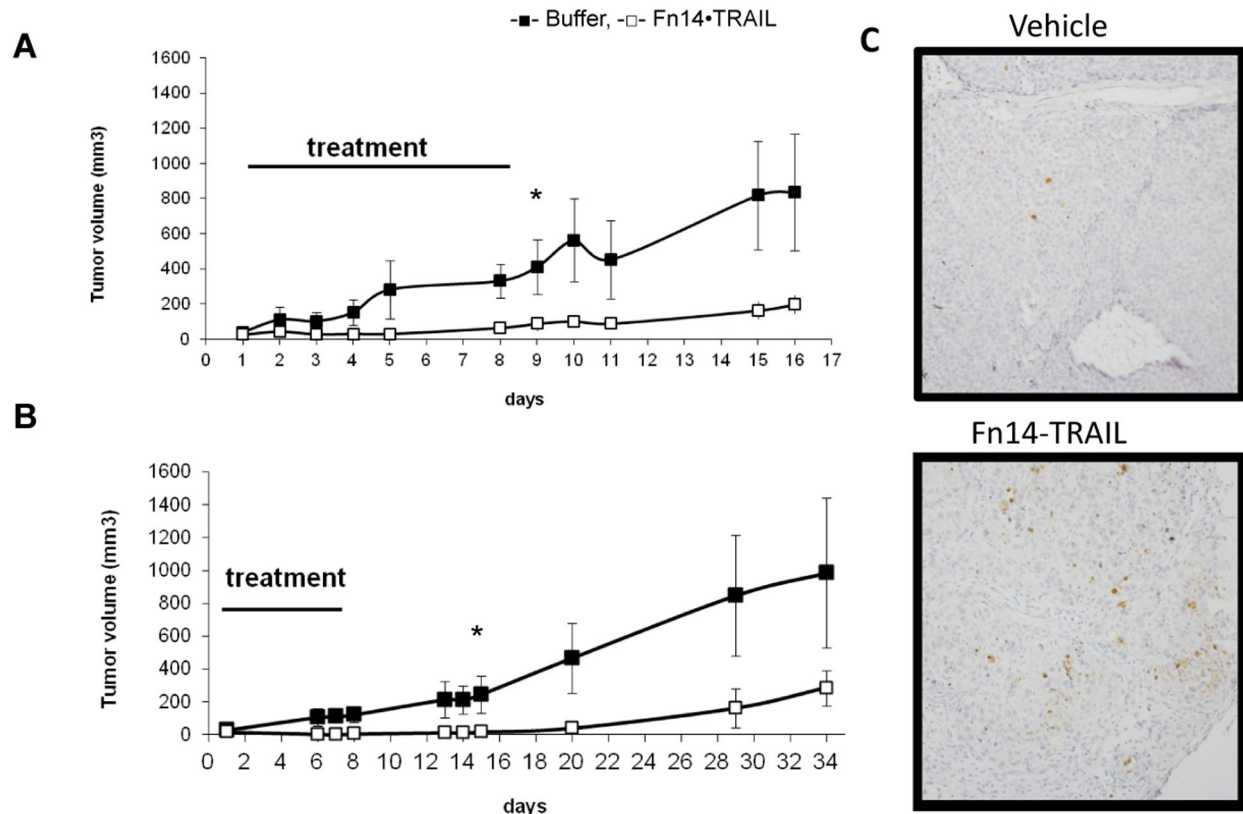 -■- Buffer, -□- Fn14•TRAIL
A
1600
1400
1200
1000
800
600
400
200
0
Tumor volume (mm3)
treatment
*
0 1 2 3 4 5 6 7 8 9 10 11 12 13 14 15 16 17
days
B
1600
1400
1200
1000
800
600
400
200
0
Tumor volume (mm3)
treatment
*
0 2 4 6 8 10 12 14 16 18 20 22 24 26 28 30 32 34
days
C
Vehicle
Fn14-TRAIL